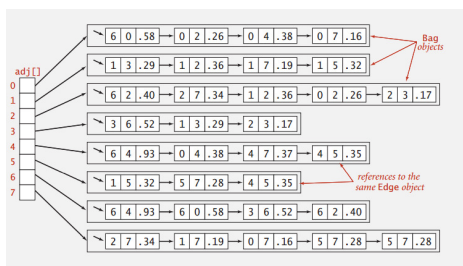 6 0 .58 0 2 .26 0 4 .38 0 7 .16
Bag
objects
1 3 .29 1 2 .36 1 7 .19 1 5 .32
adj[]
0
6 2 .40 2 7 .34 1 2 .36 0 2 .26 2 3 .17
1
2
3 6 .52 1 3 .29 2 3 .17
3
4
6 4 .93 0 4 .38 4 7 .37 4 5 .35
5
references to the
same Edge object
6
1 5 .32 5 7 .28 4 5 .35
7
6 4 .93 6 0 .58 3 6 .52 6 2 .40
2 7 .34 1 7 .19 0 7 .16 5 7 .28 5 7 .28